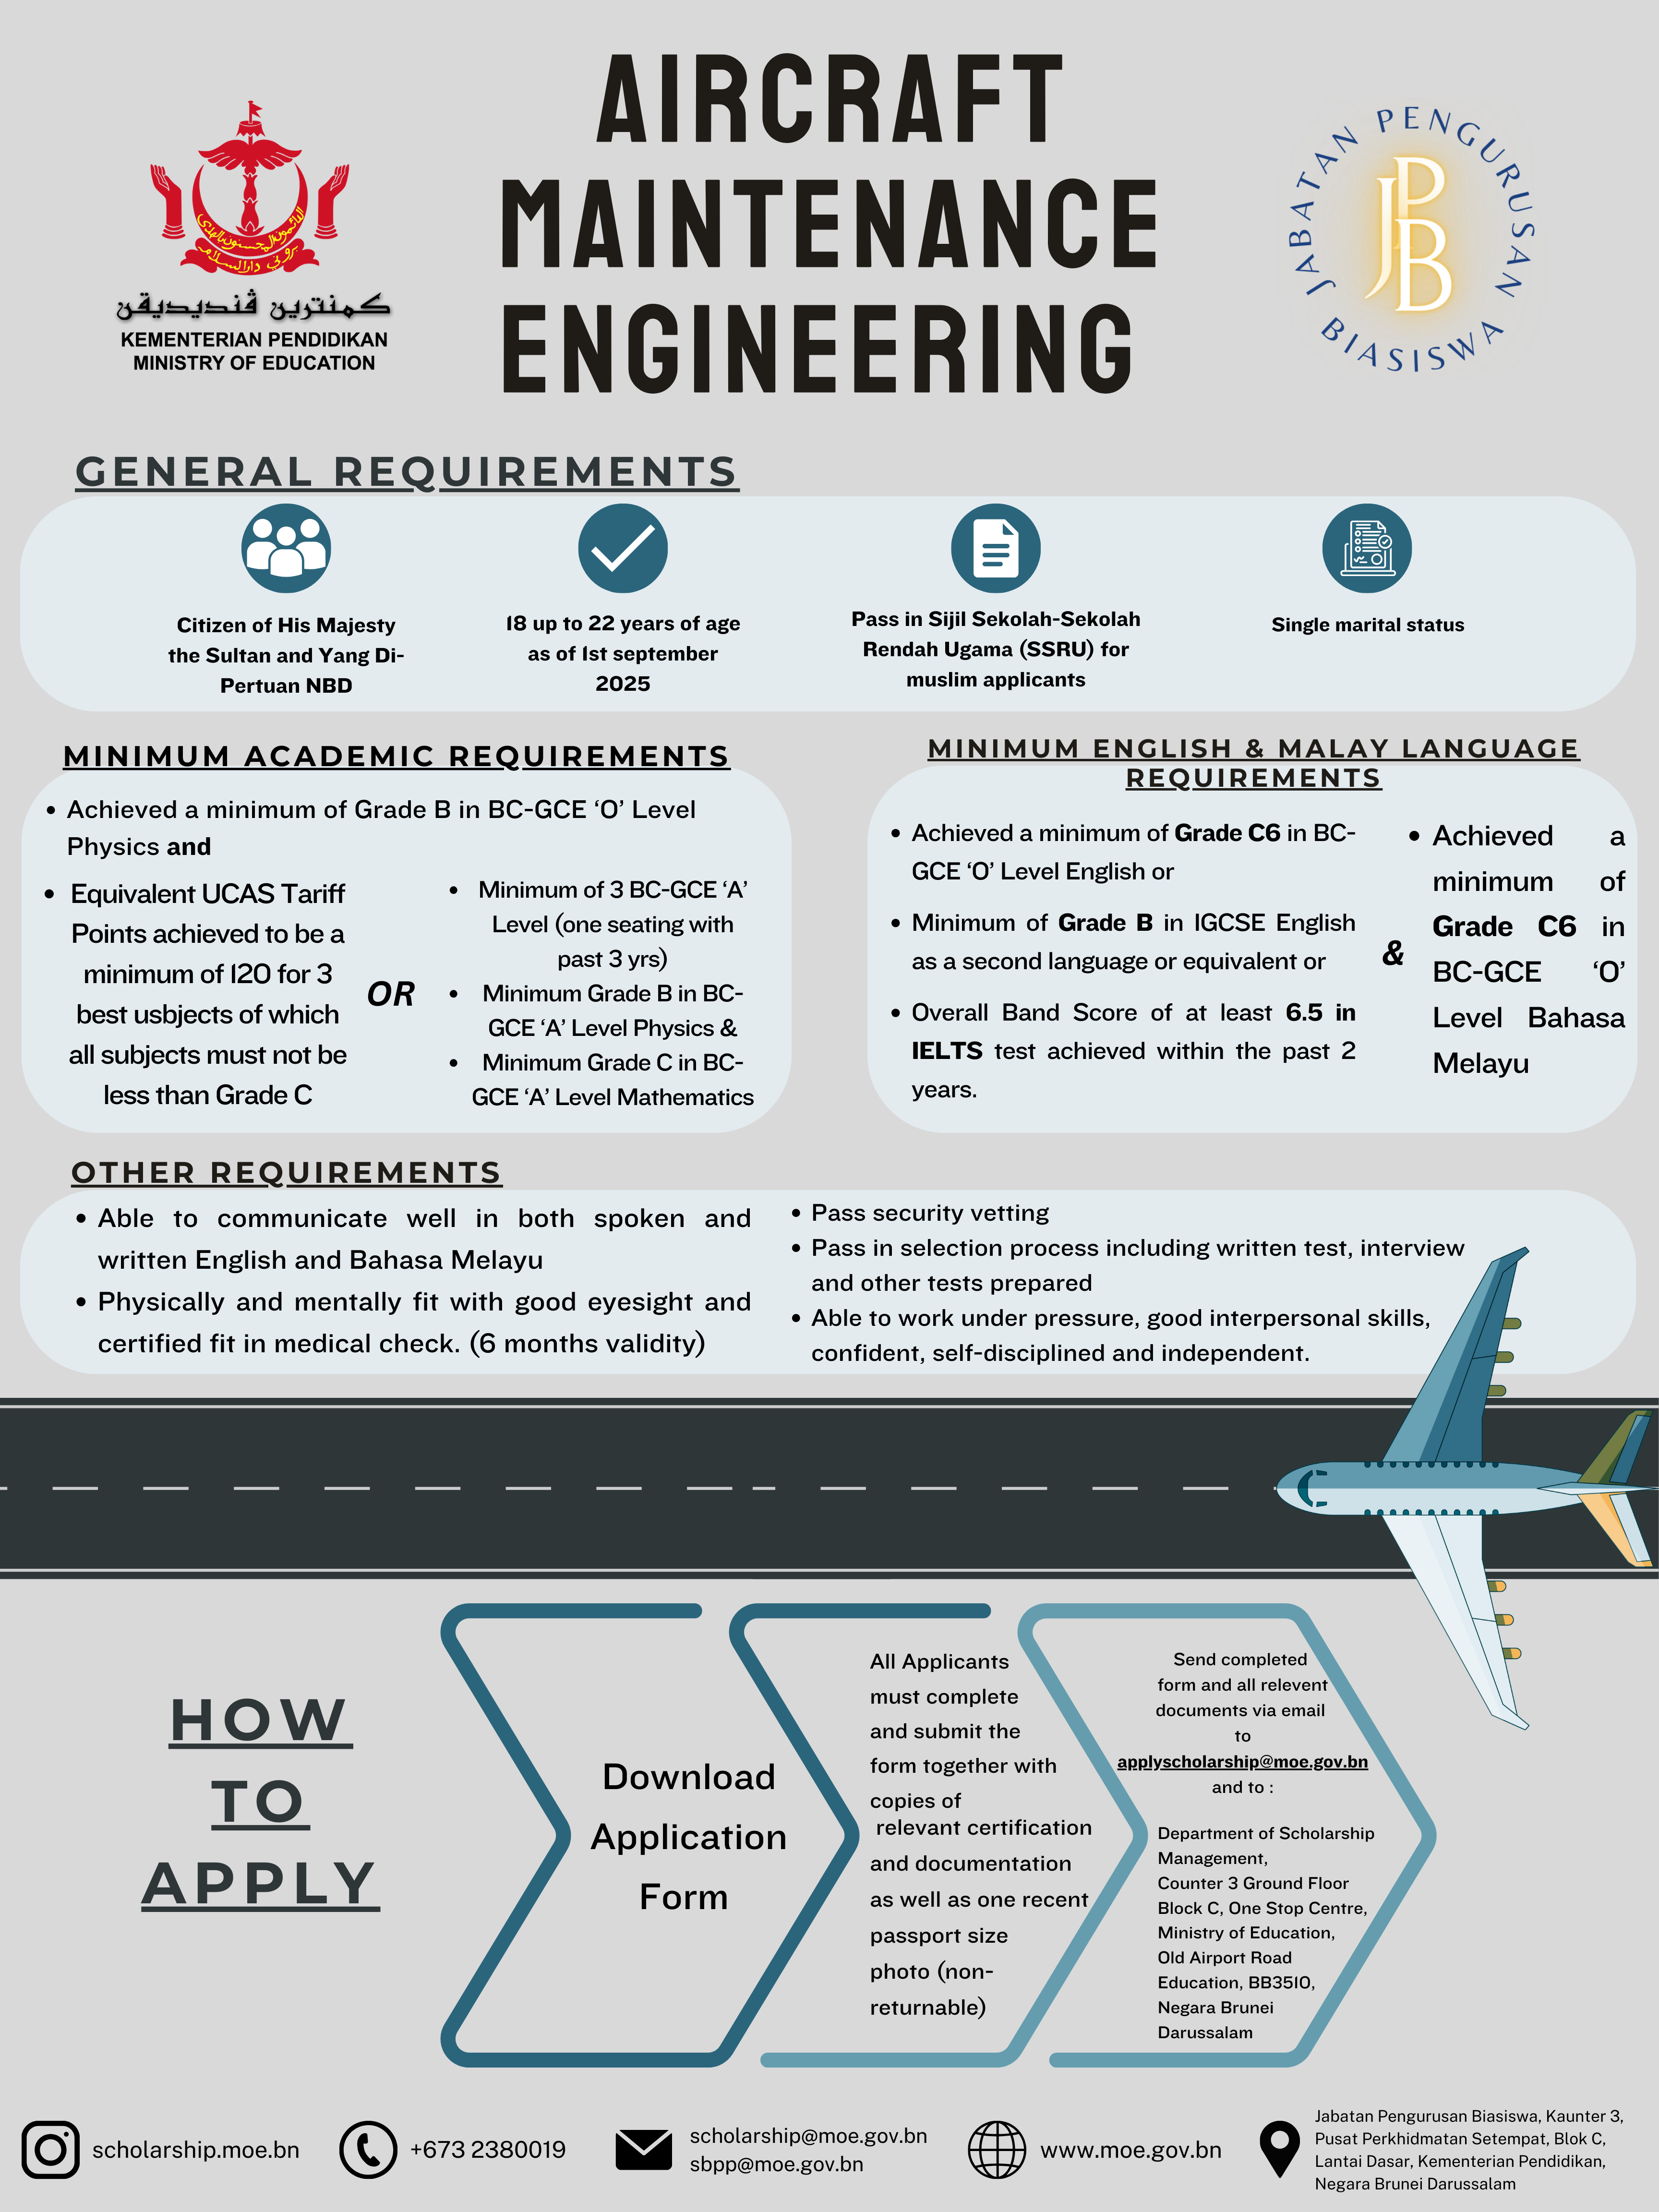 AIRCRAFT
MAINTENANCE
ENGINEERING
القائمون المحسنون بالهدى
بروني دارالسلام
كمنترين ڤنديديقن
KEMENTERIAN PENDIDIKAN
MINISTRY OF EDUCATION
JABATAN PENGURUSAN
BIASISWA
JPB
GENERAL REQUIREMENTS
Citizen of His Majesty
the Sultan and Yang Di-
Pertuan NBD
18 up to 22 years of age
as of 1st september
2025
Pass in Sijil Sekolah-Sekolah
Rendah Ugama (SSRU) for
muslim applicants
Single marital status
MINIMUM ACADEMIC REQUIREMENTS
• Achieved a minimum of Grade B in BC-GCE ‘O’ Level
Physics and
• Equivalent UCAS Tariff
Points achieved to be a
minimum of 120 for 3
best usbjects of which
all subjects must not be
less than Grade C
OR
• Minimum of 3 BC-GCE ‘A’
Level (one seating with
past 3 yrs)
• Minimum Grade B in BC-
GCE ‘A’ Level Physics &
• Minimum Grade C in BC-
GCE ‘A’ Level Mathematics
MINIMUM ENGLISH & MALAY LANGUAGE
REQUIREMENTS
• Achieved a minimum of Grade C6 in BC-
GCE ‘O’ Level English or
• Minimum of Grade B in IGCSE English
as a second language or equivalent or
• Overall Band Score of at least 6.5 in
IELTS test achieved within the past 2
years.
&
• Achieved a
minimum of
Grade C6 in
BC-GCE ‘O’
Level Bahasa
Melayu
OTHER REQUIREMENTS
• Able to communicate well in both spoken and
written English and Bahasa Melayu
• Physically and mentally fit with good eyesight and
certified fit in medical check. (6 months validity)
• Pass security vetting
• Pass in selection process including written test, interview
and other tests prepared
• Able to work under pressure, good interpersonal skills,
confident, self-disciplined and independent.
HOW
TO
APPLY
Download
Application
Form
All Applicants
must complete
and submit the
form together with
copies of
relevant certification
and documentation
as well as one recent
passport size
photo (non-
returnable)
Send completed
form and all relevent
documents via email
to
applyscholarship@moe.gov.bn
and to :
Department of Scholarship
Management,
Counter 3 Ground Floor
Block C, One Stop Centre,
Ministry of Education,
Old Airport Road
Education, BB3510,
Negara Brunei
Darussalam
scholarship.moe.bn
+673 2380019
scholarship@moe.gov.bn
sbpp@moe.gov.bn
www.moe.gov.bn
Jabatan Pengurusan Biasiswa, Kaunter 3,
Pusat Perkhidmatan Setempat, Blok C,
Lantai Dasar, Kementerian Pendidikan,
Negara Brunei Darussalam